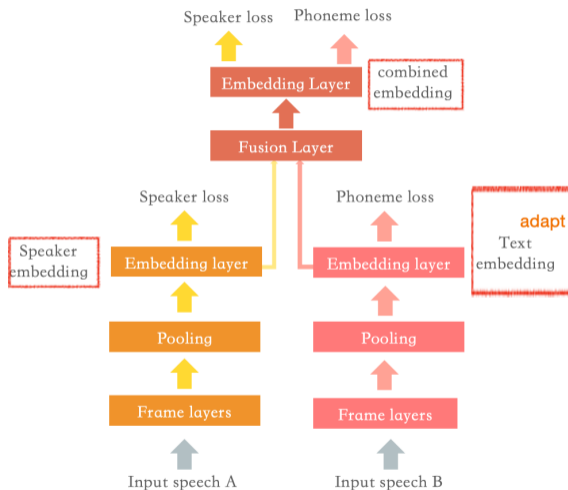 Speaker loss
Phoneme loss
Embedding Layer
combined
embedding
Fusion Layer
Speaker loss
Phoneme loss
adapt
Speaker
embedding
Embedding layer
Embedding layer
Text
embedding
Pooling
Pooling
Frame layers
Frame layers
Input speech A
Input speech B